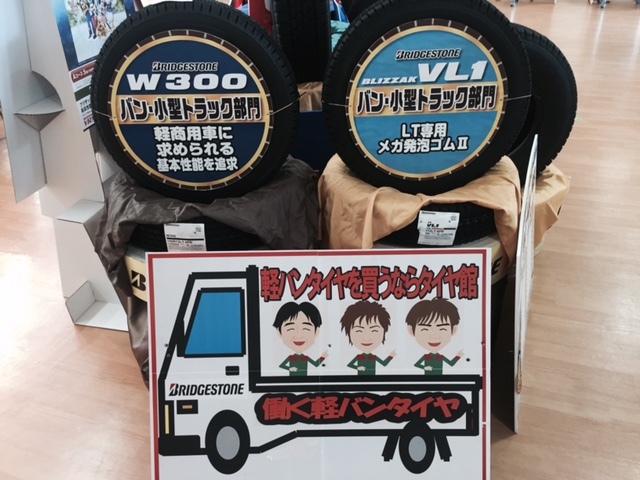 BRIDGESTONE
W300
バン・小型トラック部門
軽商用車に
求められる
基本性能を追求
BRIDGESTONE
BLIZZAK VL1
バン・小型トラック部門
LT専用
メガ発泡ゴムⅡ
VL1
軽バンタイヤを買うならタイヤ館
BRIDGESTONE
働く軽バンタイヤ